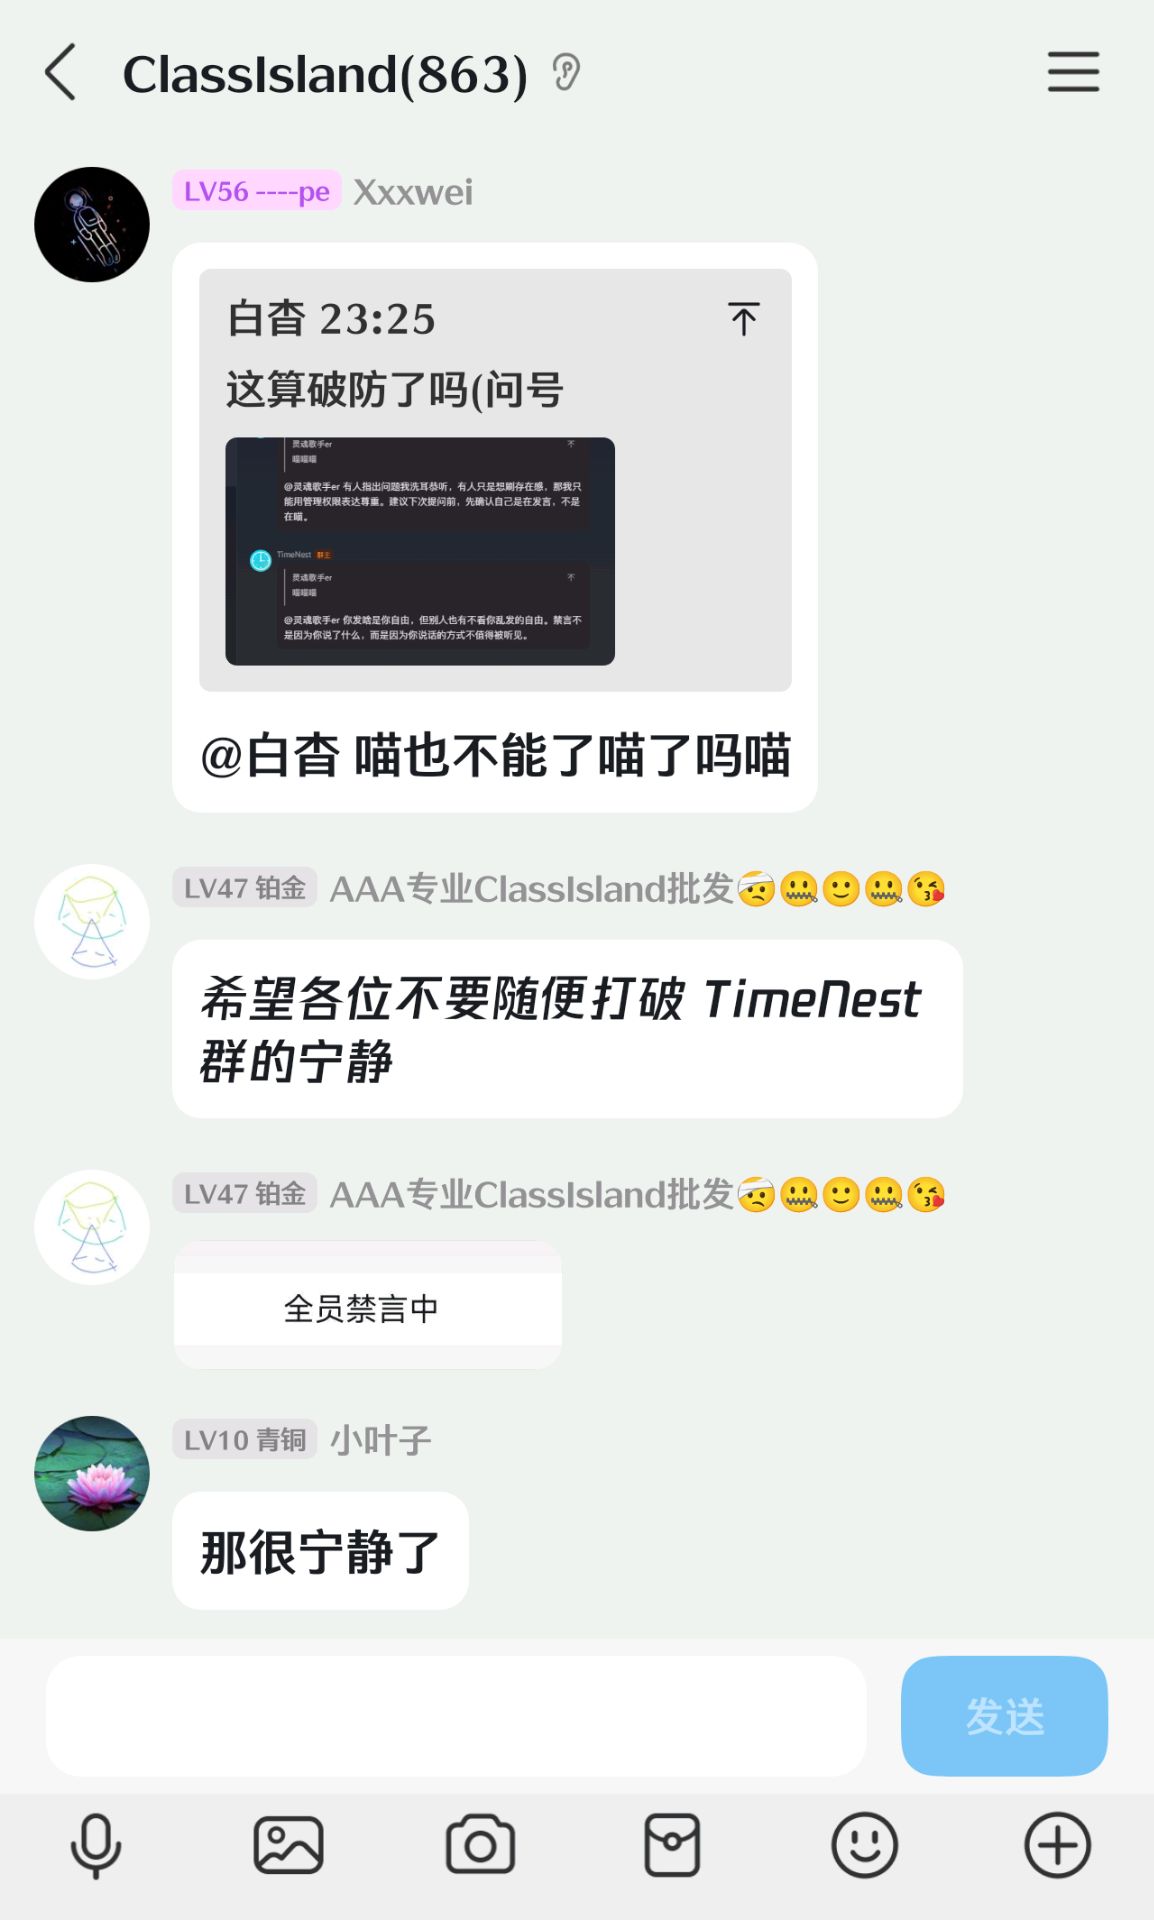 ClassIsland(863)
LV56 ----pe Xxxwei
白杳 23:25
这算破防了吗(问号
灵魂歌手er
喵喵喵
@灵魂歌手er 有人指出问题我洗耳恭听，有人只是想刷存在感，那我只
能用管理权限表达尊重。建议下次提问前，先确认自己是在发言，不是
在喵。
TimeNest 群主
灵魂歌手er
喵喵喵
@灵魂歌手er 你发啥是你自由，但别人也有不看你乱发的自由。禁言不
是因为你说了什么，而是因为你说话的方式不值得被听见。
@白杳 喵也不能了喵了吗喵
LV47 铂金 AAA专业ClassIsland批发🤕🤐🙂🤐😘
希望各位不要随便打破 TimeNest
群的宁静
LV47 铂金 AAA专业ClassIsland批发🤕🤐🙂🤐😘
全员禁言中
LV10 青铜 小叶子
那很宁静了
发送